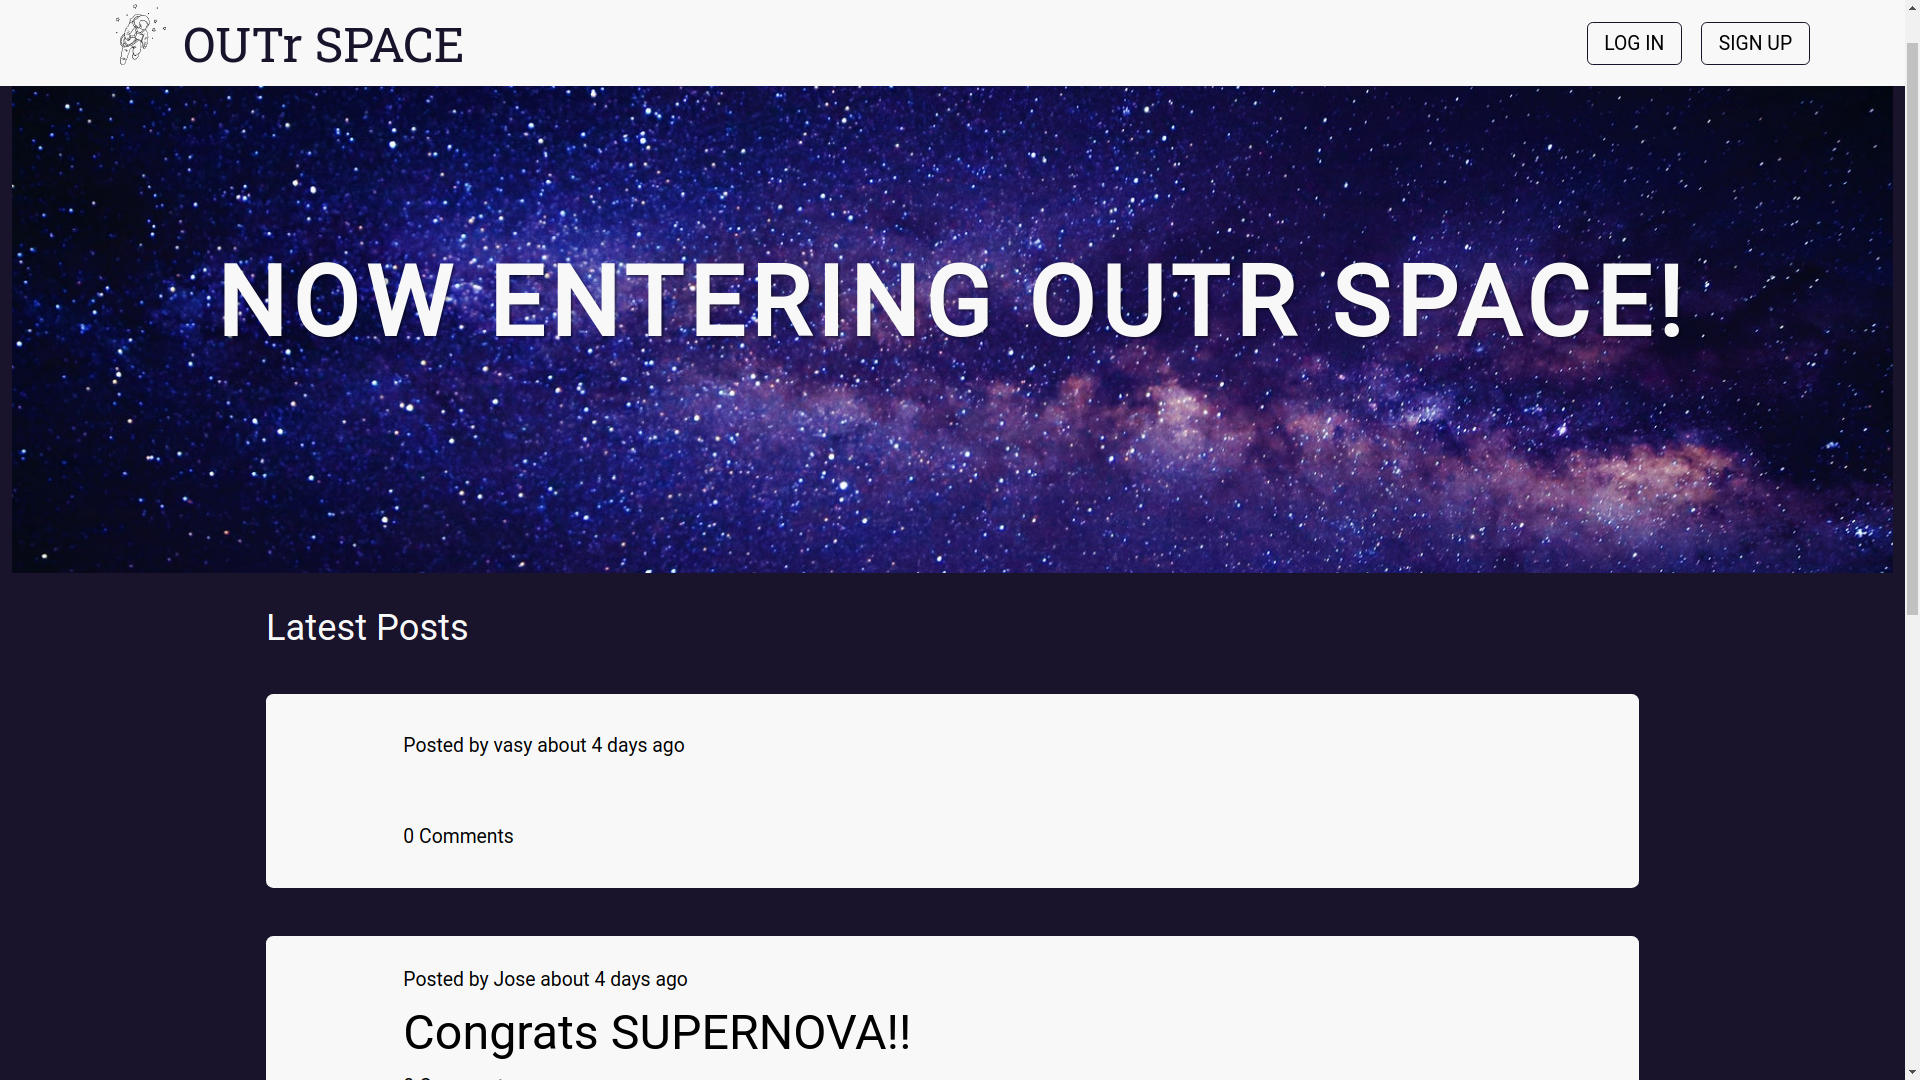 OUTr SPACE
LOG IN
SIGN UP
NOW ENTERING OUTR SPACE!
Latest Posts
Posted by vasy about 4 days ago
0 Comments
Posted by Jose about 4 days ago
Congrats SUPERNOVA!!